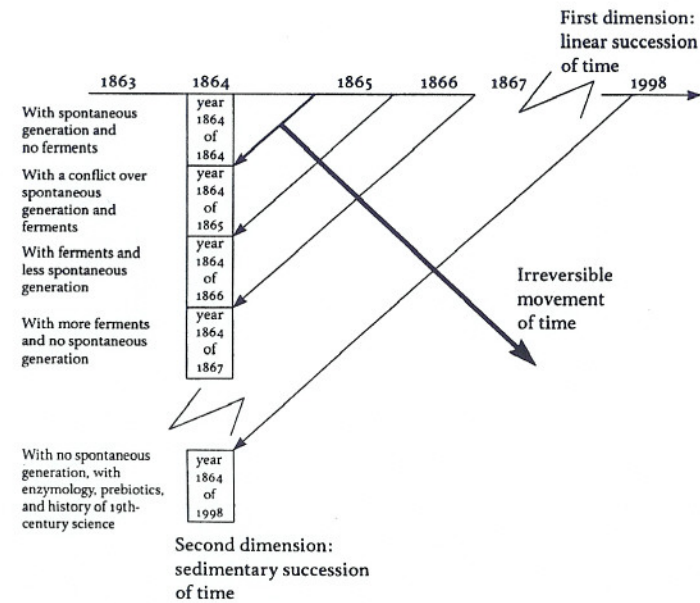 First dimension:
linear succession
of time
1863
1864
1865
1866
1867
1998
With spontaneous
generation and
no ferments
year
1864
of
1864
With a conflict over
spontaneous
generation and
ferments
year
1864
of
1865
With ferments and
less spontaneous
generation
year
1864
of
1866
With more ferments
and no spontaneous
generation
year
1864
of
1867
Irreversible
movement
of time
With no spontaneous
generation, with
enzymology, prebiotics,
and history of 19th-
century science
year
1864
of
1998
Second dimension:
sedimentary succession
of time